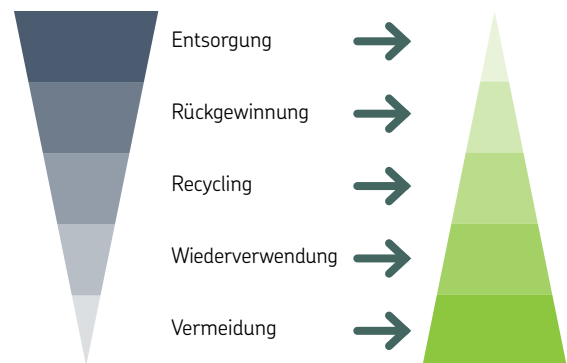 Entsorgung
Rückgewinnung
Recycling
Wiederverwendung
Vermeidung